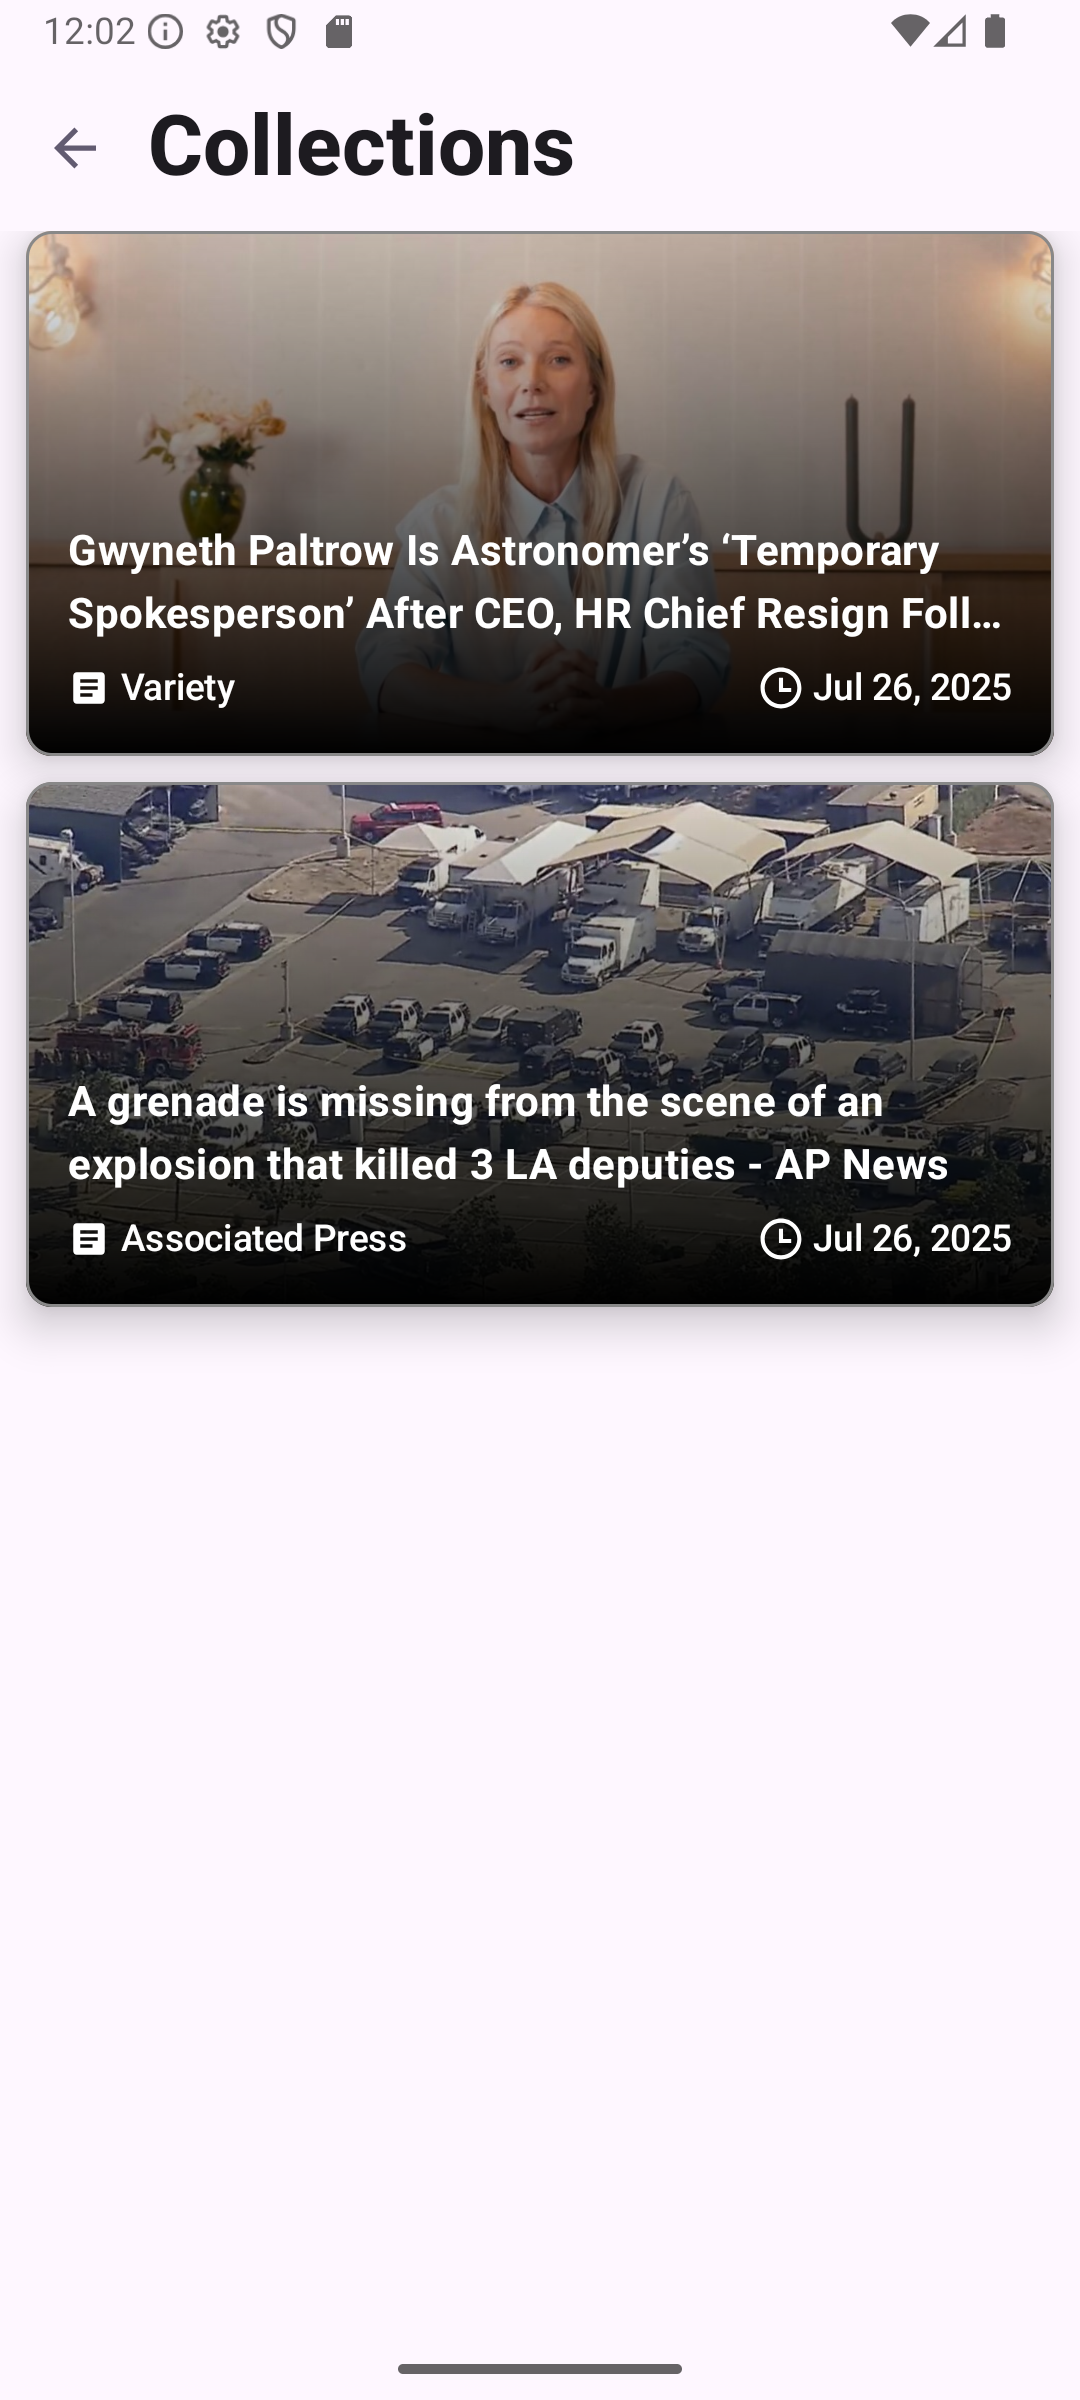 12:02
Collections
Gwyneth Paltrow Is Astronomer’s ‘Temporary
Spokesperson’ After CEO, HR Chief Resign Foll…
Variety
Jul 26, 2025
A grenade is missing from the scene of an
explosion that killed 3 LA deputies - AP News
Associated Press
Jul 26, 2025